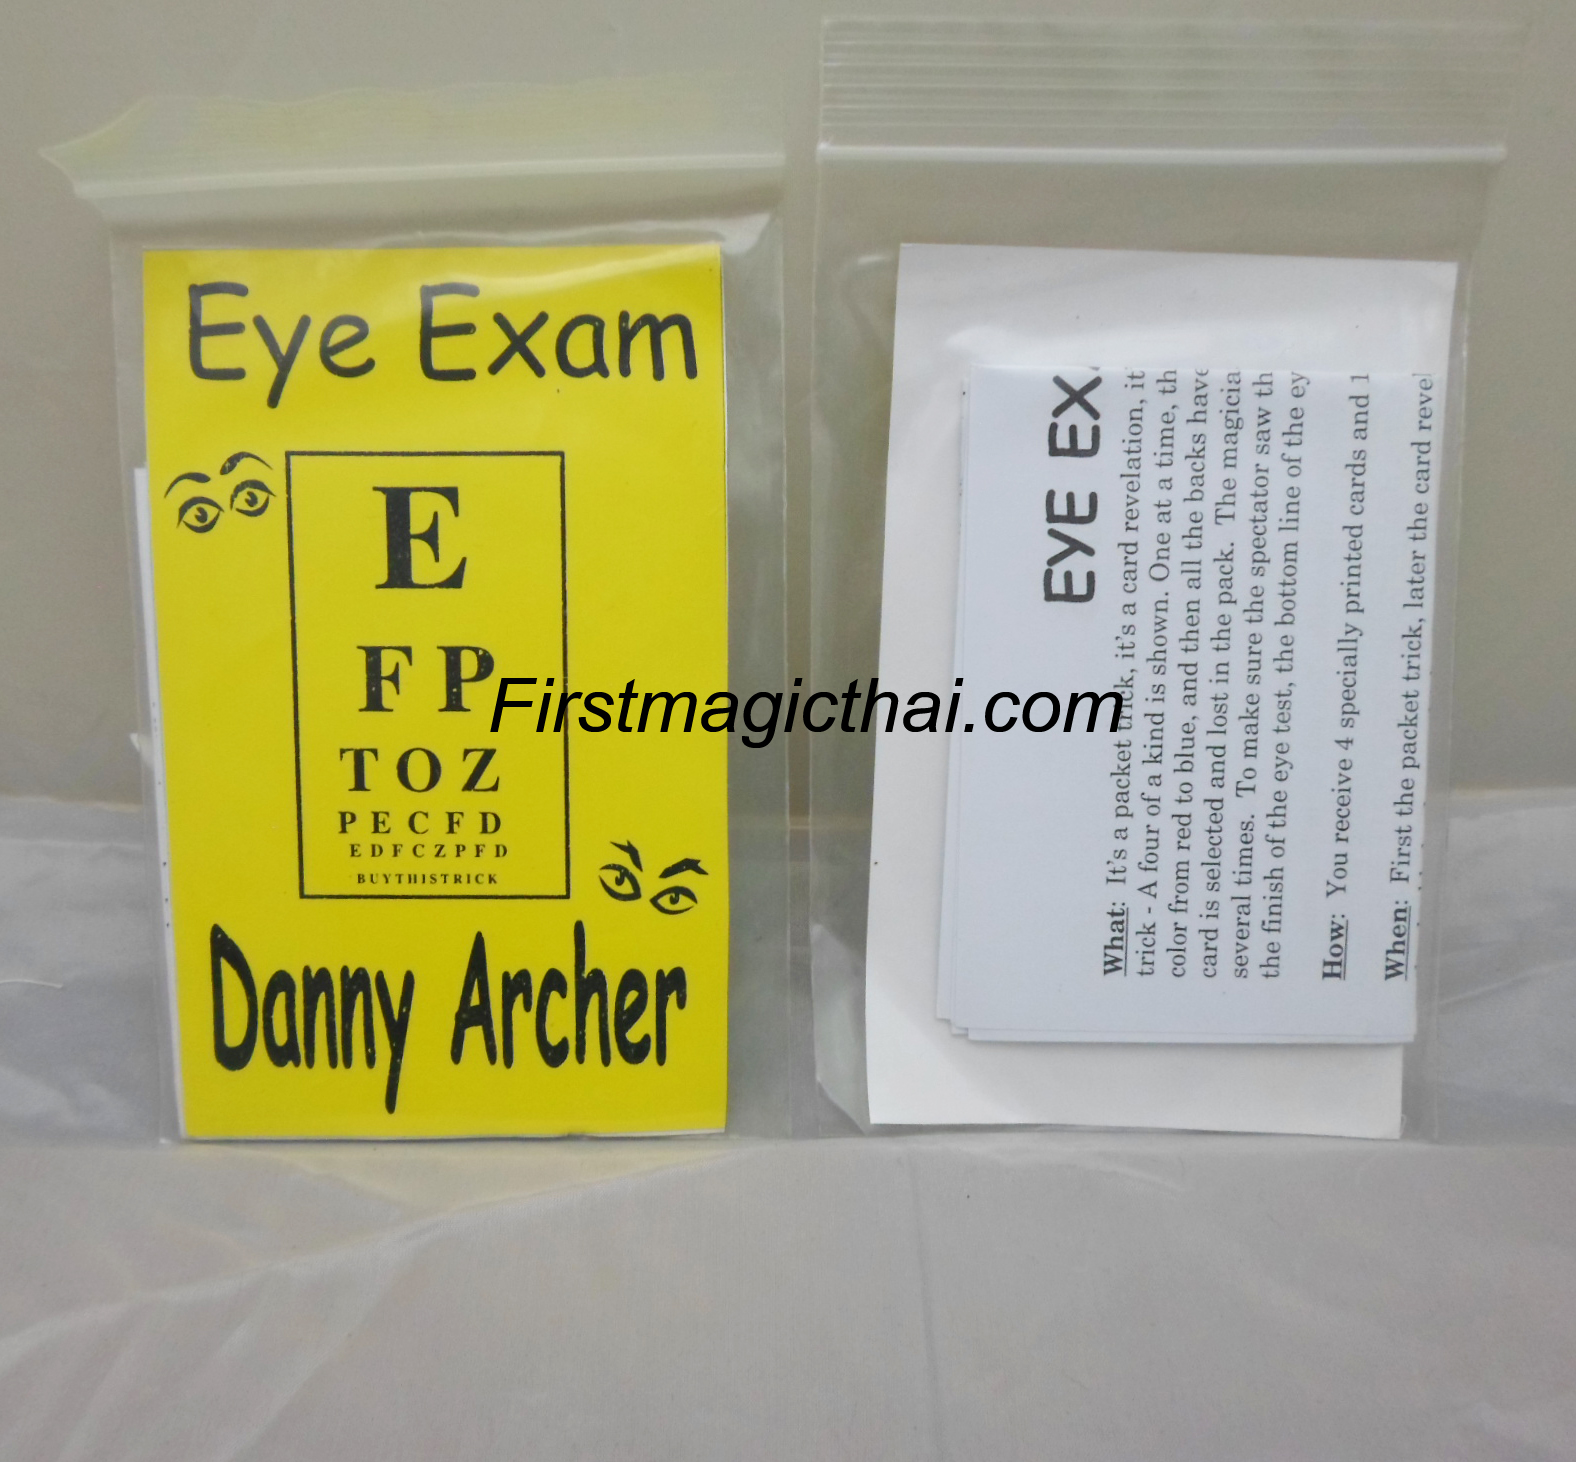 Eye Exam
E
F P
T O Z
P E C F D
E D F C Z P F D
B U Y T H I S T R I C K
Danny Archer
Firstmagicthai.com
EYE EX
What: It's a packet trick, it's a card revelation, it
trick - A four of a kind is shown. One at a time, th
color from red to blue, and then all the backs have
card is selected and lost in the pack. The magicia
several times. To make sure the spectator saw th
the finish of the eye test, the bottom line of the ey
How: You receive 4 specially printed cards and 1
When: First the packet trick, later the card reve